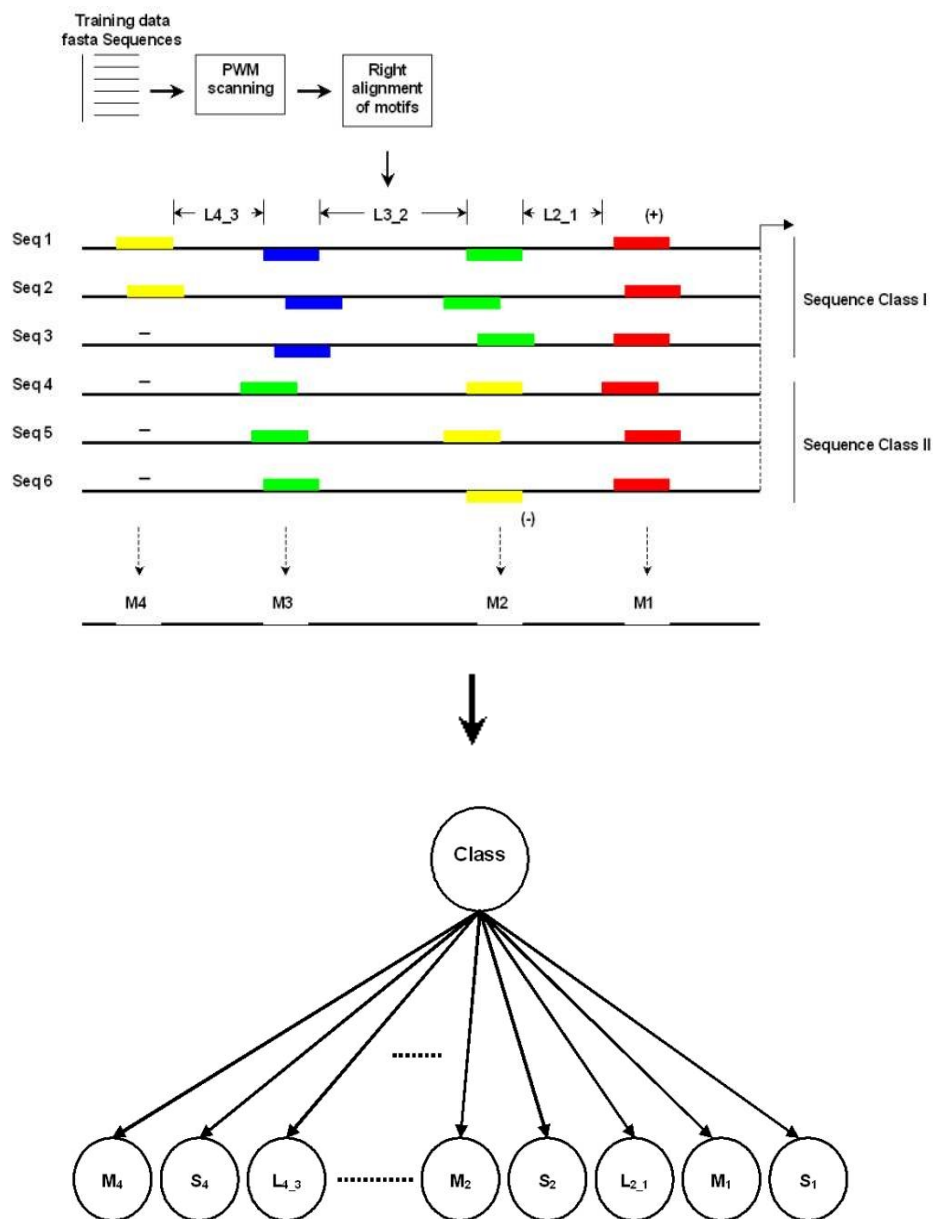 Training data
fasta Sequences
PWM
scanning
Right
alignment
of motifs
L4_3
L3_2
L2_1
(+)
Seq 1
Seq 2
Seq 3
–
Seq 4
–
Seq 5
–
Seq 6
–
Sequence Class I
Sequence Class II
(-)
M4
M3
M2
M1
Class
M4
S4
L4_3
M2
S2
L2_1
M1
S1